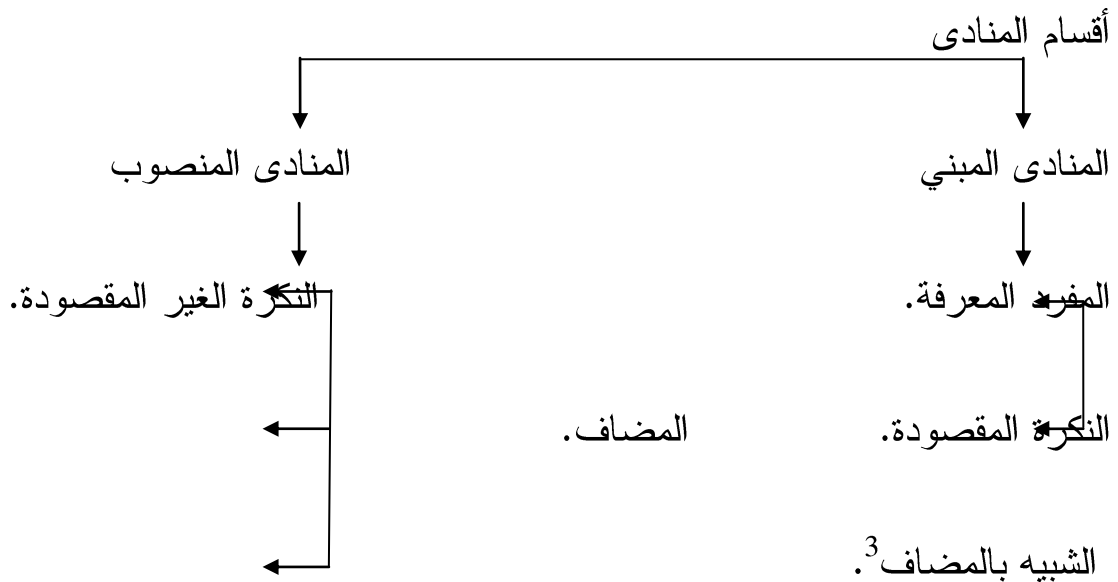 أقسام المنادى
المنادى المبني المنادى المنصوب
المفرد المعرفة. النكرة الغير المقصودة.
النكرة المقصودة. المضاف.
الشبيه بالمضاف3.